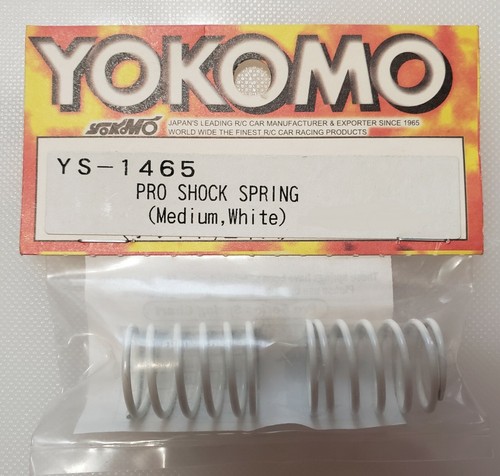 YOKOMO
YOKOMO JAPAN'S LEADING R/C CAR MANUFACTURER & EXPORTER SINCE 1965
WORLD WIDE THE FINEST R/C CAR RACING PRODUCTS
YS-1465
PRO SHOCK SPRING
(Medium,White)